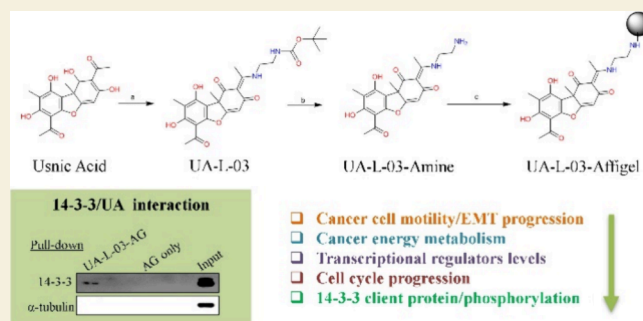 a
b
c
Usnic Acid
UA-L-03
UA-L-03-Amine
UA-L-03-Affigel
14-3-3/UA interaction
Pull-down
UA-L-03-AG
AG only
Input
14-3-3
α-tubulin
Cancer cell motility/EMT progression
Cancer energy metabolism
Transcriptional regulators levels
Cell cycle progression
14-3-3 client protein/phosphorylation